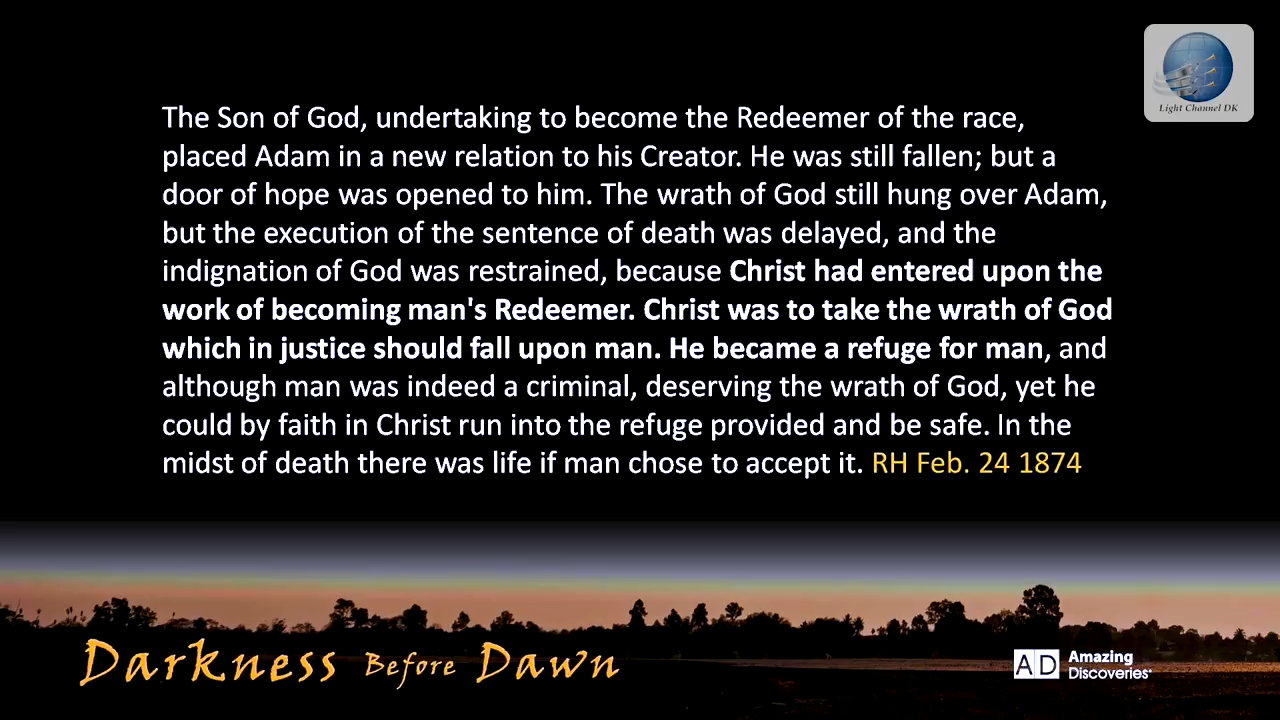 Light Channel DK
The Son of God, undertaking to become the Redeemer of the race,
placed Adam in a new relation to his Creator. He was still fallen; but a
door of hope was opened to him. The wrath of God still hung over Adam,
but the execution of the sentence of death was delayed, and the
indignation of God was restrained, because Christ had entered upon the
work of becoming man's Redeemer. Christ was to take the wrath of God
which in justice should fall upon man. He became a refuge for man, and
although man was indeed a criminal, deserving the wrath of God, yet he
could by faith in Christ run into the refuge provided and be safe. In the
midst of death there was life if man chose to accept it. RH Feb. 24 1874
Darkness Before Dawn
AD Amazing
Discoveries